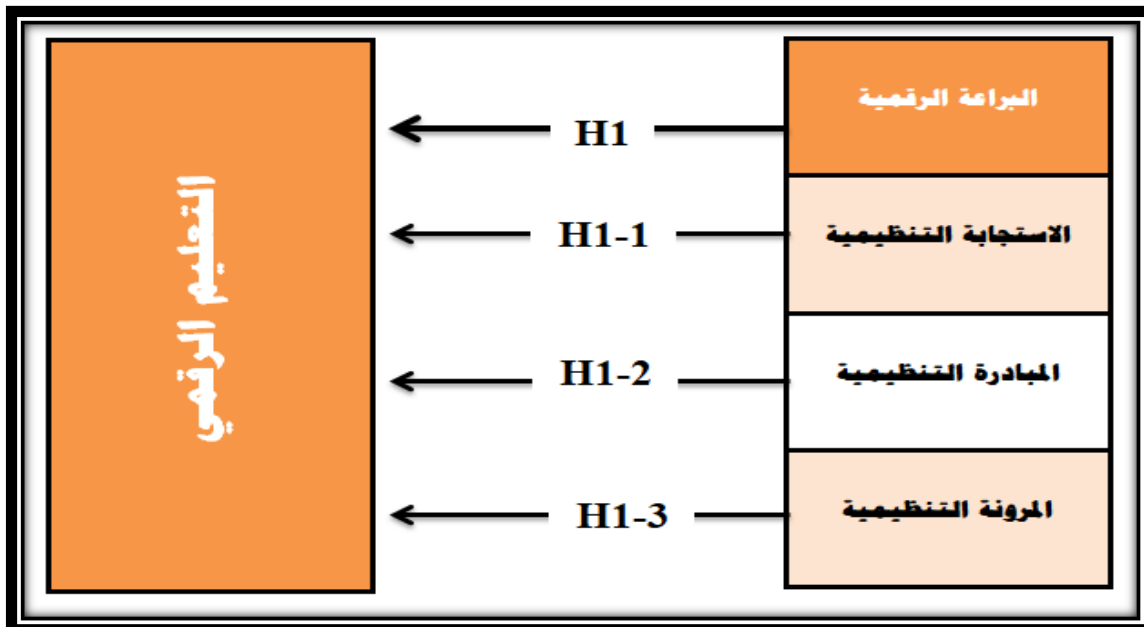 البراعة الرقمية
H1
الاستجابة التنظيمية
H1-1
المبادرة التنظيمية
H1-2
المرونة التنظيمية
H1-3
التعليم الرقمي